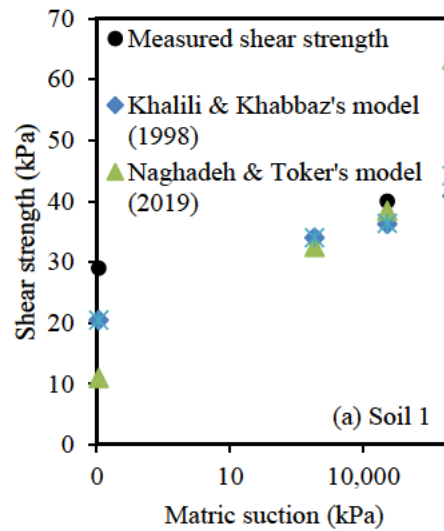 70
60
50
40
30
20
10
0
Shear strength (kPa)
Measured shear strength
Khalili & Khabbaz's model
(1998)
Naghadeh & Toker's model
(2019)
(a) Soil 1
0 10 10,000
Matric suction (kPa)